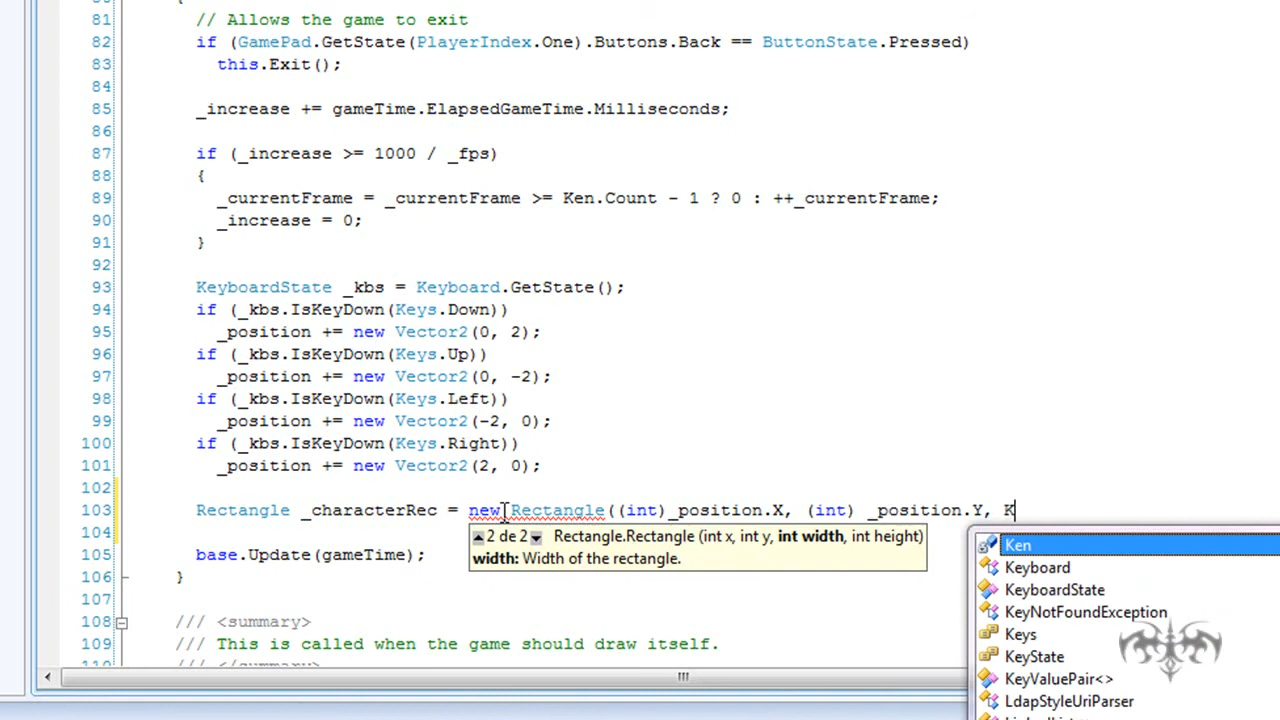 81 // Allows the game to exit
82 if (GamePad.GetState(PlayerIndex.One).Buttons.Back == ButtonState.Pressed)
83 this.Exit();
84
85 _increase += gameTime.ElapsedGameTime.Milliseconds;
86
87 if (_increase >= 1000 / _fps)
88 {
89 _currentFrame = _currentFrame >= Ken.Count - 1 ? 0 : ++_currentFrame;
90 _increase = 0;
91 }
92
93 KeyboardState _kbs = Keyboard.GetState();
94 if (_kbs.IsKeyDown(Keys.Down))
95 _position += new Vector2(0, 2);
96 if (_kbs.IsKeyDown(Keys.Up))
97 _position += new Vector2(0, -2);
98 if (_kbs.IsKeyDown(Keys.Left))
99 _position += new Vector2(-2, 0);
100 if (_kbs.IsKeyDown(Keys.Right))
101 _position += new Vector2(2, 0);
102
103 Rectangle _characterRec = new Rectangle((int)_position.X, (int) _position.Y, K
104
2 de 2 Rectangle.Rectangle (int x, int y, int width, int height)
width: Width of the rectangle.
Ken
Keyboard
KeyboardState
KeyNotFoundException
Keys
KeyState
KeyValuePair<>
LdapStyleUriParser
105 base.Update(gameTime);
106 }
107
108 /// <summary>
109 /// This is called when the game should draw itself.
/// </summary>